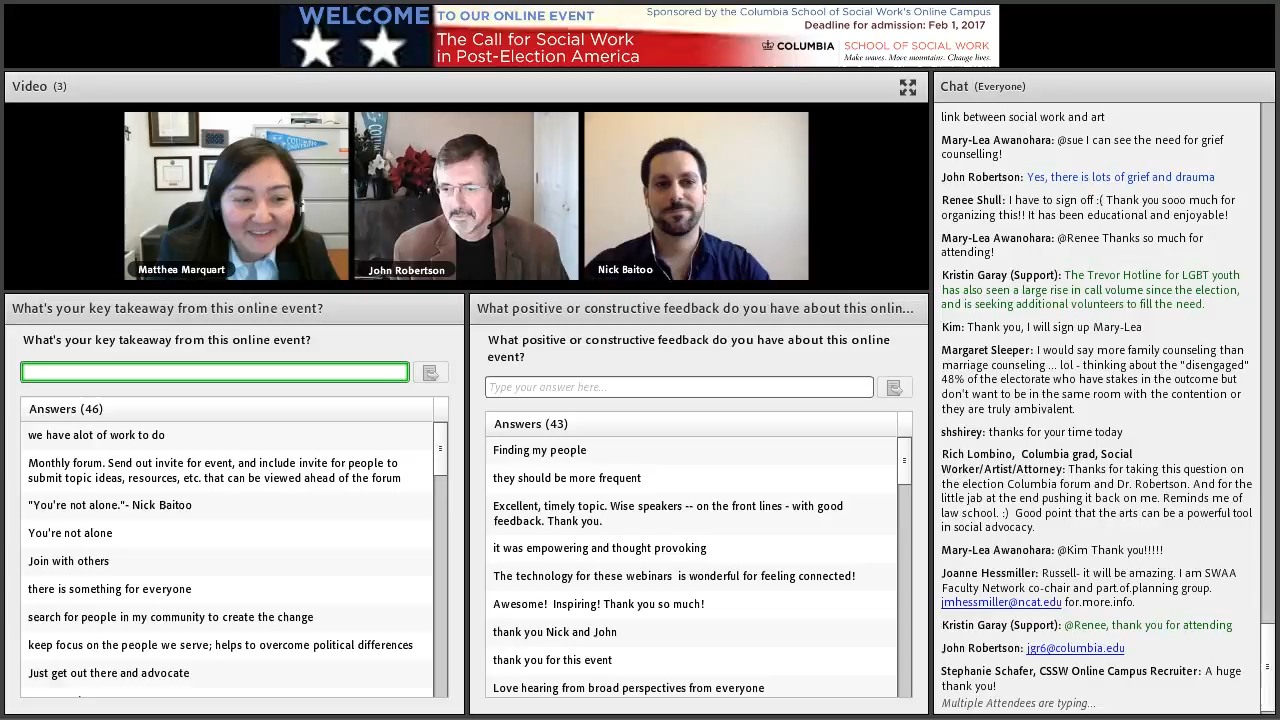 WELCOME TO OUR ONLINE EVENT
The Call for Social Work
in Post-Election America
Sponsored by the Columbia School of Social Work's Online Campus
Deadline for admission: Feb 1, 2017
COLUMBIA SCHOOL OF SOCIAL WORK
Make waves. Move mountains. Change lives.
Video (3)
Matthea Marquart
John Robertson
Nick Baitoo
What's your key takeaway from this online event?
What's your key takeaway from this online event?
Answers (46)
we have alot of work to do
Monthly forum. Send out invite for event, and include invite for people to
submit topic ideas, resources, etc. that can be viewed ahead of the forum
"You're not alone."- Nick Baitoo
You're not alone
Join with others
there is something for everyone
search for people in my community to create the change
keep focus on the people we serve; helps to overcome political differences
Just get out there and advocate
What positive or constructive feedback do you have about this onlin...
What positive or constructive feedback do you have about this online
event?
Type your answer here...
Answers (43)
Finding my people
they should be more frequent
Excellent, timely topic. Wise speakers -- on the front lines - with good
feedback. Thank you.
it was empowering and thought provoking
The technology for these webinars is wonderful for feeling connected!
Awesome! Inspiring! Thank you so much!
thank you Nick and John
thank you for this event
Love hearing from broad perspectives from everyone
Chat (Everyone)
link between social work and art
Mary-Lea Awanohara: @sue I can see the need for grief
counselling!
John Robertson: Yes, there is lots of grief and drauma
Renee Shull: I have to sign off :( Thank you sooo much for
organizing this!! It has been educational and enjoyable!
Mary-Lea Awanohara: @Renee Thanks so much for
attending!
Kristin Garay (Support): The Trevor Hotline for LGBT youth
has also seen a large rise in call volume since the election,
and is seeking additional volunteers to fill the need.
Kim: Thank you, I will sign up Mary-Lea
Margaret Sleeper: I would say more family counseling than
marriage counseling ... lol - thinking about the "disengaged"
48% of the electorate who have stakes in the outcome but
don't want to be in the same room with the contention or
they are truly ambivalent.
shshirey: thanks for your time today
Rich Lombino, Columbia grad, Social
Worker/Artist/Attorney: Thanks for taking this question on
the election Columbia forum and Dr. Robertson. And for the
little jab at the end pushing it back on me. Reminds me of
law school. :) Good point that the arts can be a powerful tool
in social advocacy.
Mary-Lea Awanohara: @Kim Thank you!!!!!
Joanne Hessmiller: Russell- it will be amazing. I am SWAA
Faculty Network co-chair and part.of.planning group.
jmhessmiller@ncat.edu for.more.info.
Kristin Garay (Support): @Renee, thank you for attending
John Robertson: jgr6@columbia.edu
Stephanie Schafer, CSSW Online Campus Recruiter: A huge
thank you!
Multiple Attendees are typing...